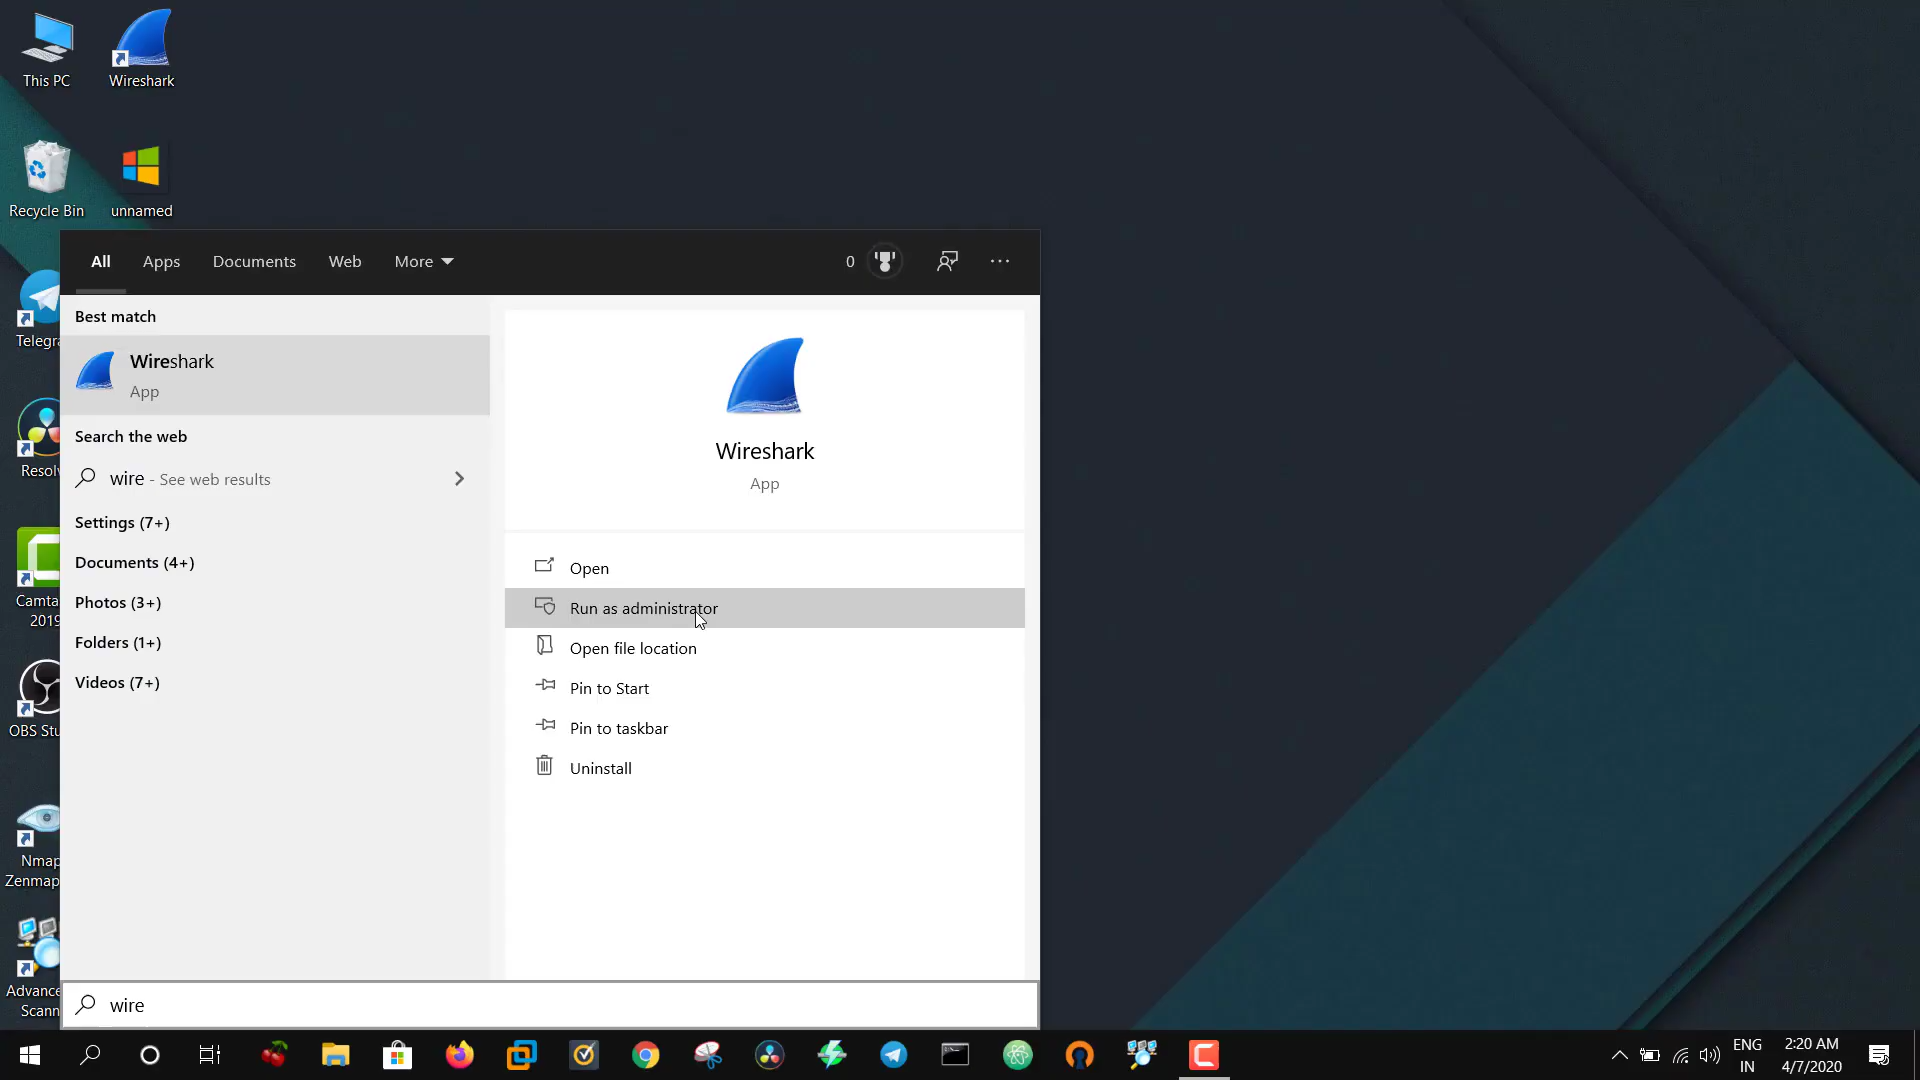 This PC
Wireshark
Recycle Bin
unnamed
Telegra
Resolv
Camta
2019
OBS Stu
Nmap
Zenmap
Advance
Scann
All
Apps
Documents
Web
More
0
Best match
Wireshark
App
Search the web
wire - See web results
Settings (7+)
Documents (4+)
Photos (3+)
Folders (1+)
Videos (7+)
Wireshark
App
Open
Run as administrator
Open file location
Pin to Start
Pin to taskbar
Uninstall
wire
ENG
IN
2:20 AM
4/7/2020